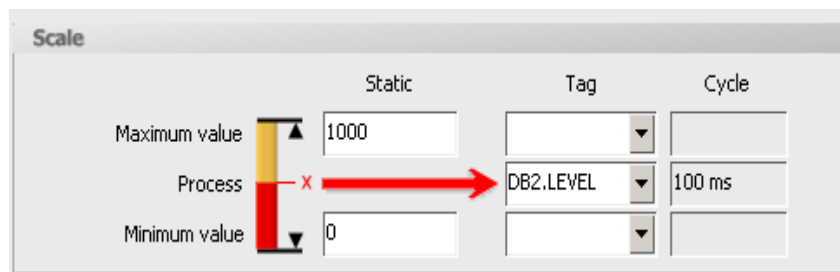 Scale
Static Tag Cycle
Maximum value 1000
Process X DB2.LEVEL 100 ms
Minimum value 0